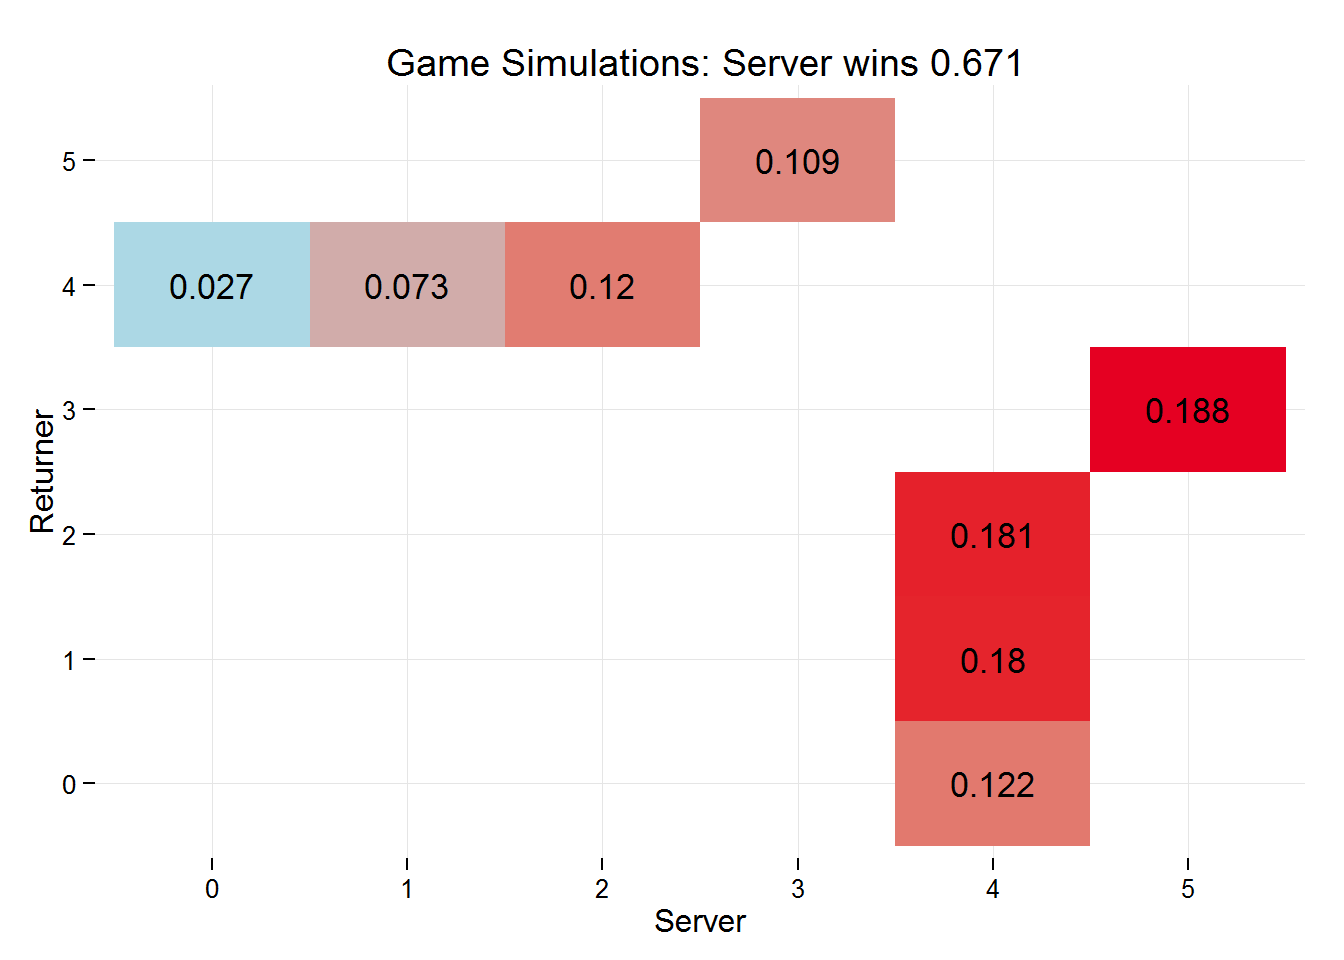 Game Simulations: Server wins 0.671
5
0.109
4
0.027 0.073 0.12
3
0.188
Returner
2
0.181
1
0.18
0
0.122
0 1 2 3 4 5
Server